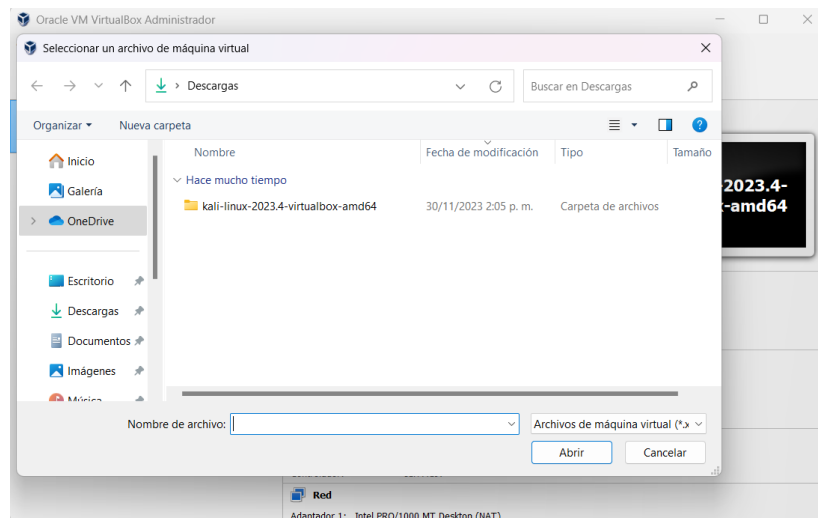 Oracle VM VirtualBox Administrador
Seleccionar un archivo de máquina virtual
Descargas
Buscar en Descargas
Organizar
Nueva carpeta
Nombre
Fecha de modificación
Tipo
Tamaño
Inicio
Galería
OneDrive
Hace mucho tiempo
kali-linux-2023.4-virtualbox-amd64
30/11/2023 2:05 p. m.
Carpeta de archivos
-2023.4-
-amd64
Escritorio
Descargas
Documentos
Imágenes
Música
Nombre de archivo:
Archivos de máquina virtual (*.x
Abrir
Cancelar
Red
Adaptador 1: Intel PRO/1000 MT Desktop (NAT)